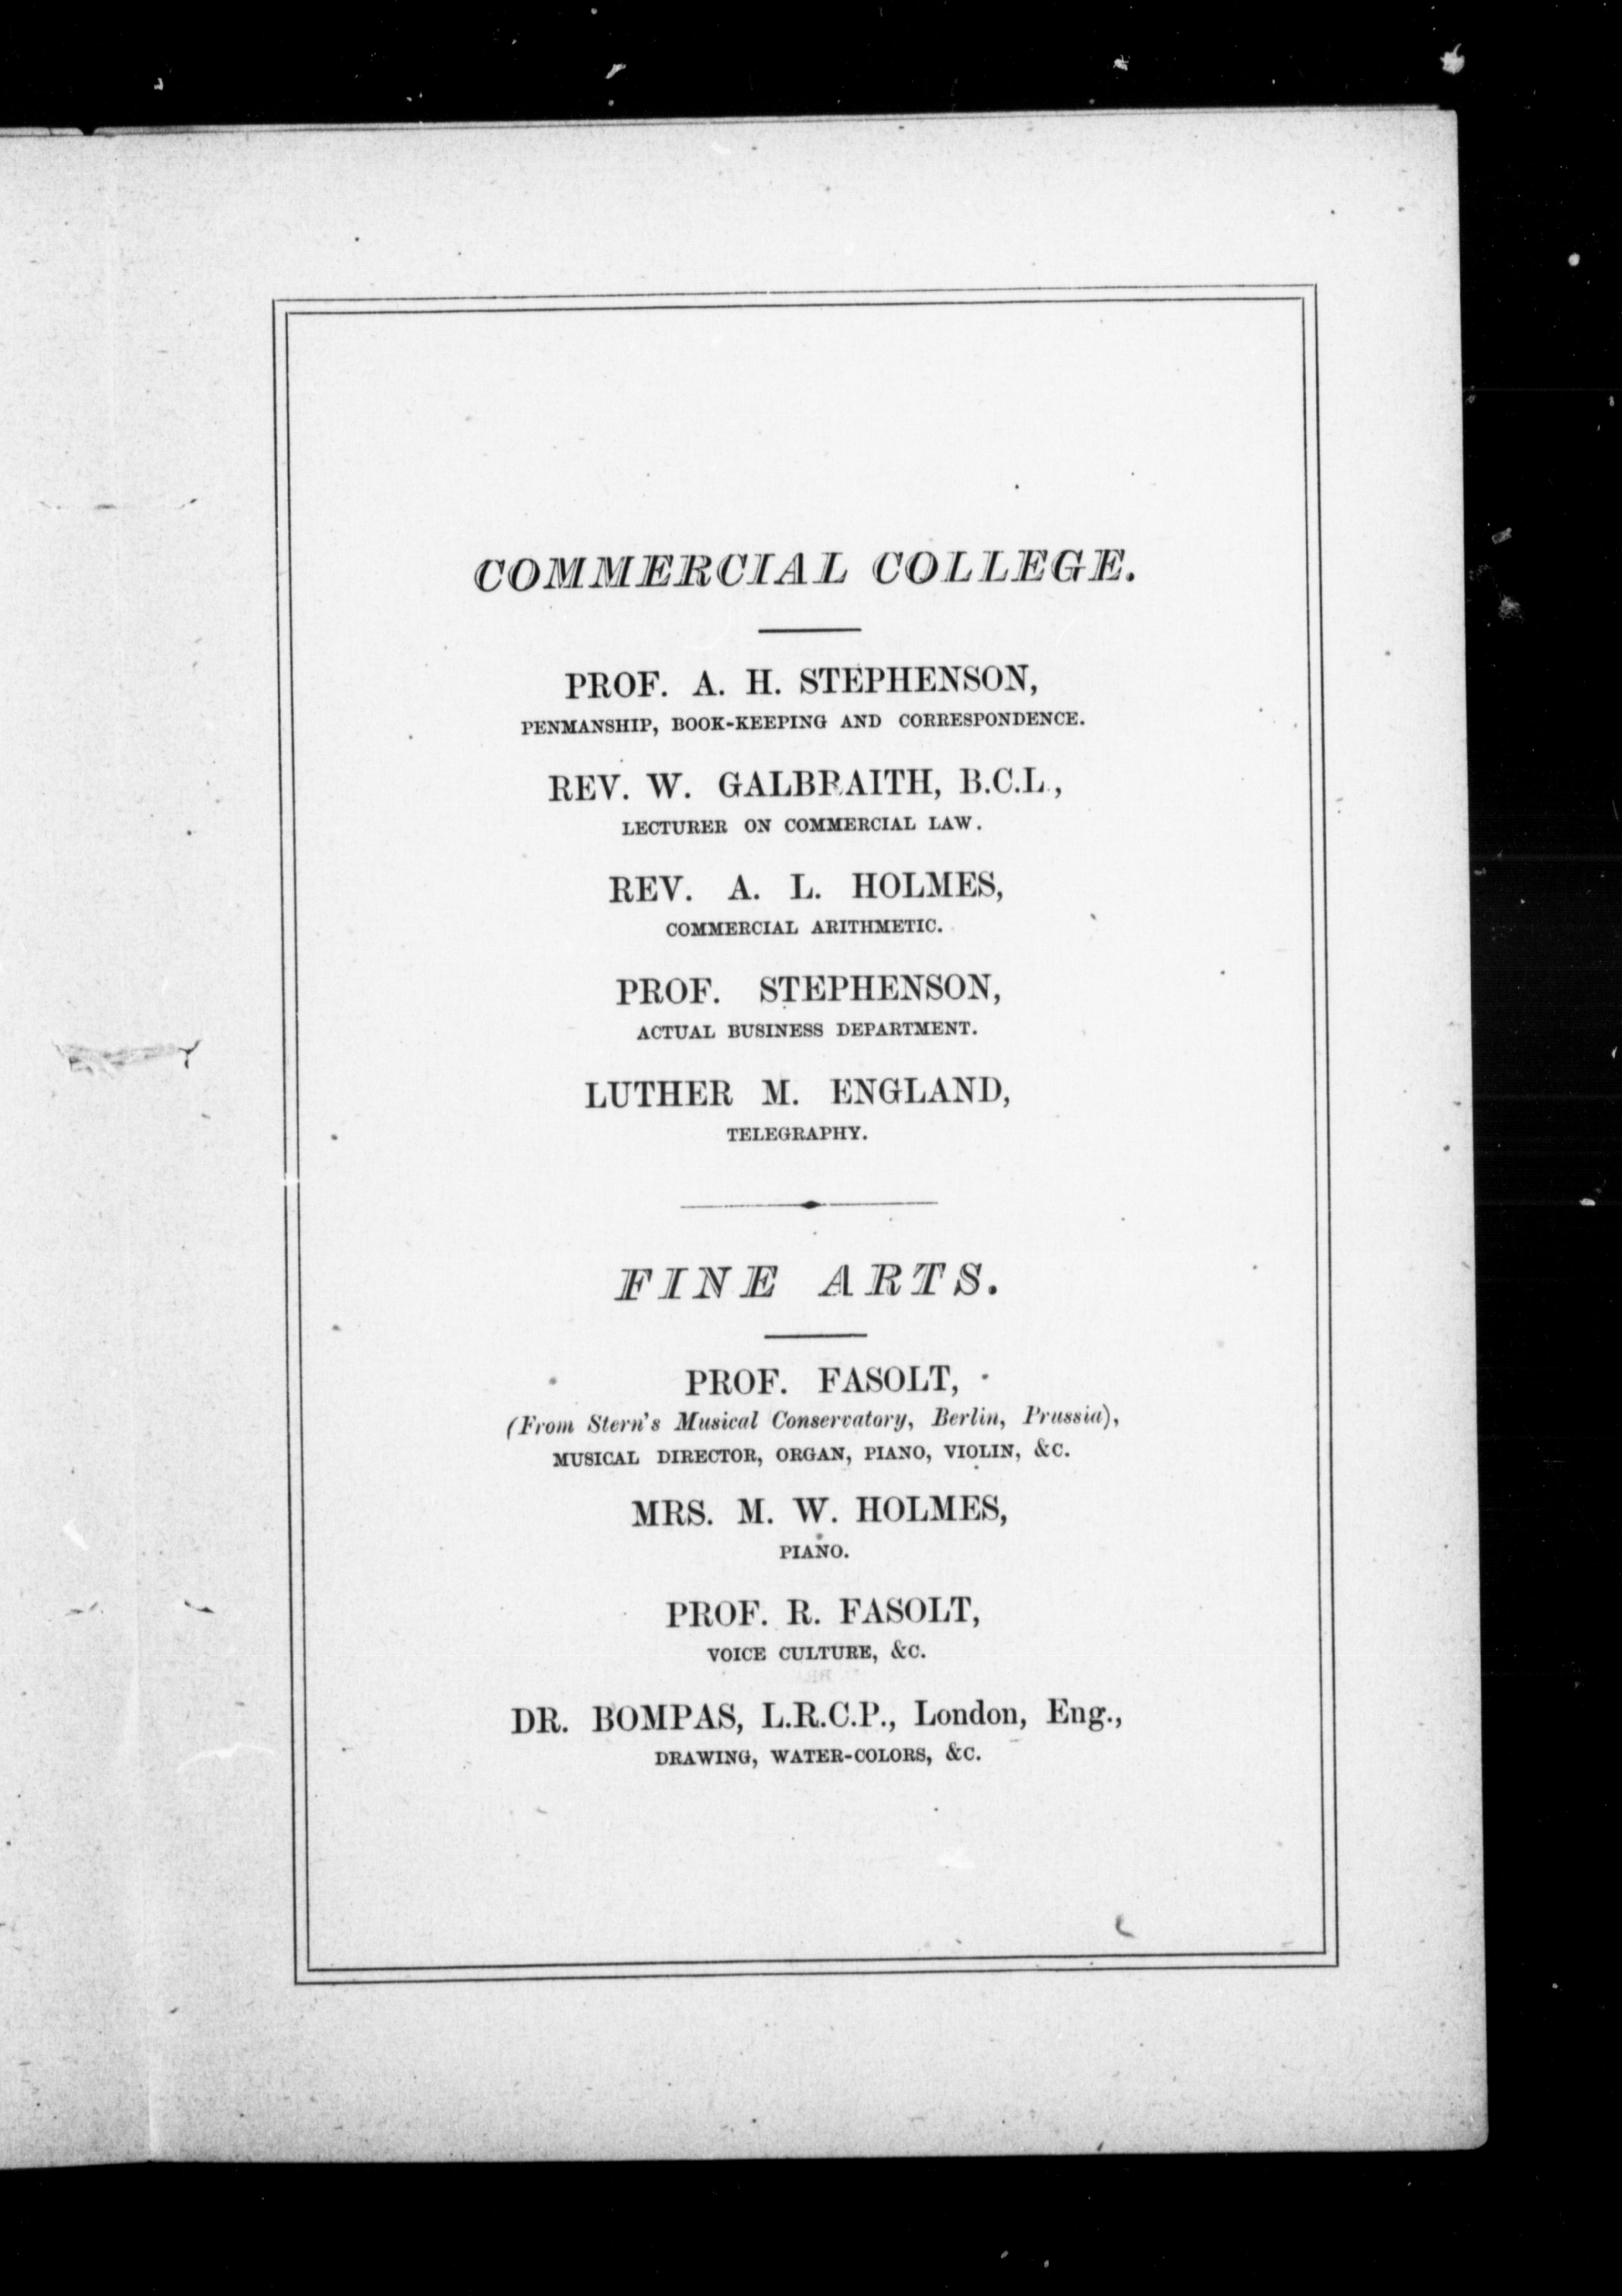 COMMERCIAL COLLEGE.
PROF. A. H. STEPHENSON,
PENMANSHIP, BOOK-KEEPING AND CORRESPONDENCE.
REV. W. GALBRAITH, B.C.L.,
LECTURER ON COMMERCIAL LAW.
REV. A. L. HOLMES,
COMMERCIAL ARITHMETIC.
PROF. STEPHENSON,
ACTUAL BUSINESS DEPARTMENT.
LUTHER M. ENGLAND,
TELEGRAPHY.
FINE ARTS.
PROF. FASOLT,
(From Stern's Musical Conservatory, Berlin, Prussia),
MUSICAL DIRECTOR, ORGAN, PIANO, VIOLIN, &C.
MRS. M. W. HOLMES,
PIANO.
PROF. R. FASOLT,
VOICE CULTURE, &C.
DR. BOMPAS, L.R.C.P., London, Eng.,
DRAWING, WATER-COLORS, &C.